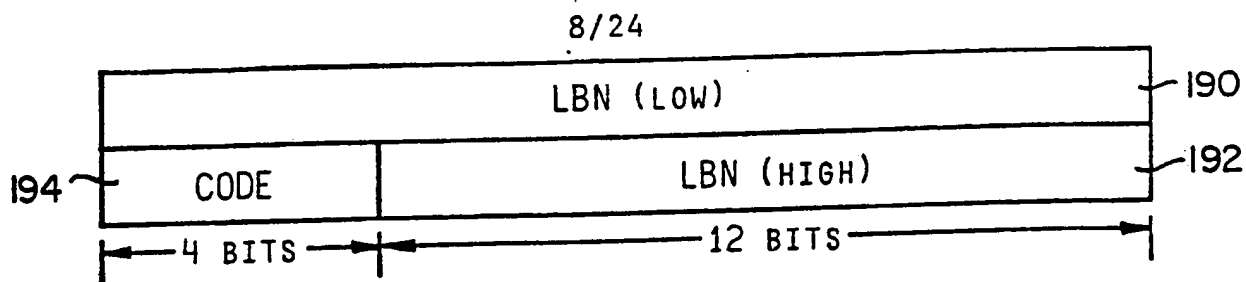 8/24
LBN (LOW) 190
194 CODE LBN (HIGH) 192
4 BITS 12 BITS